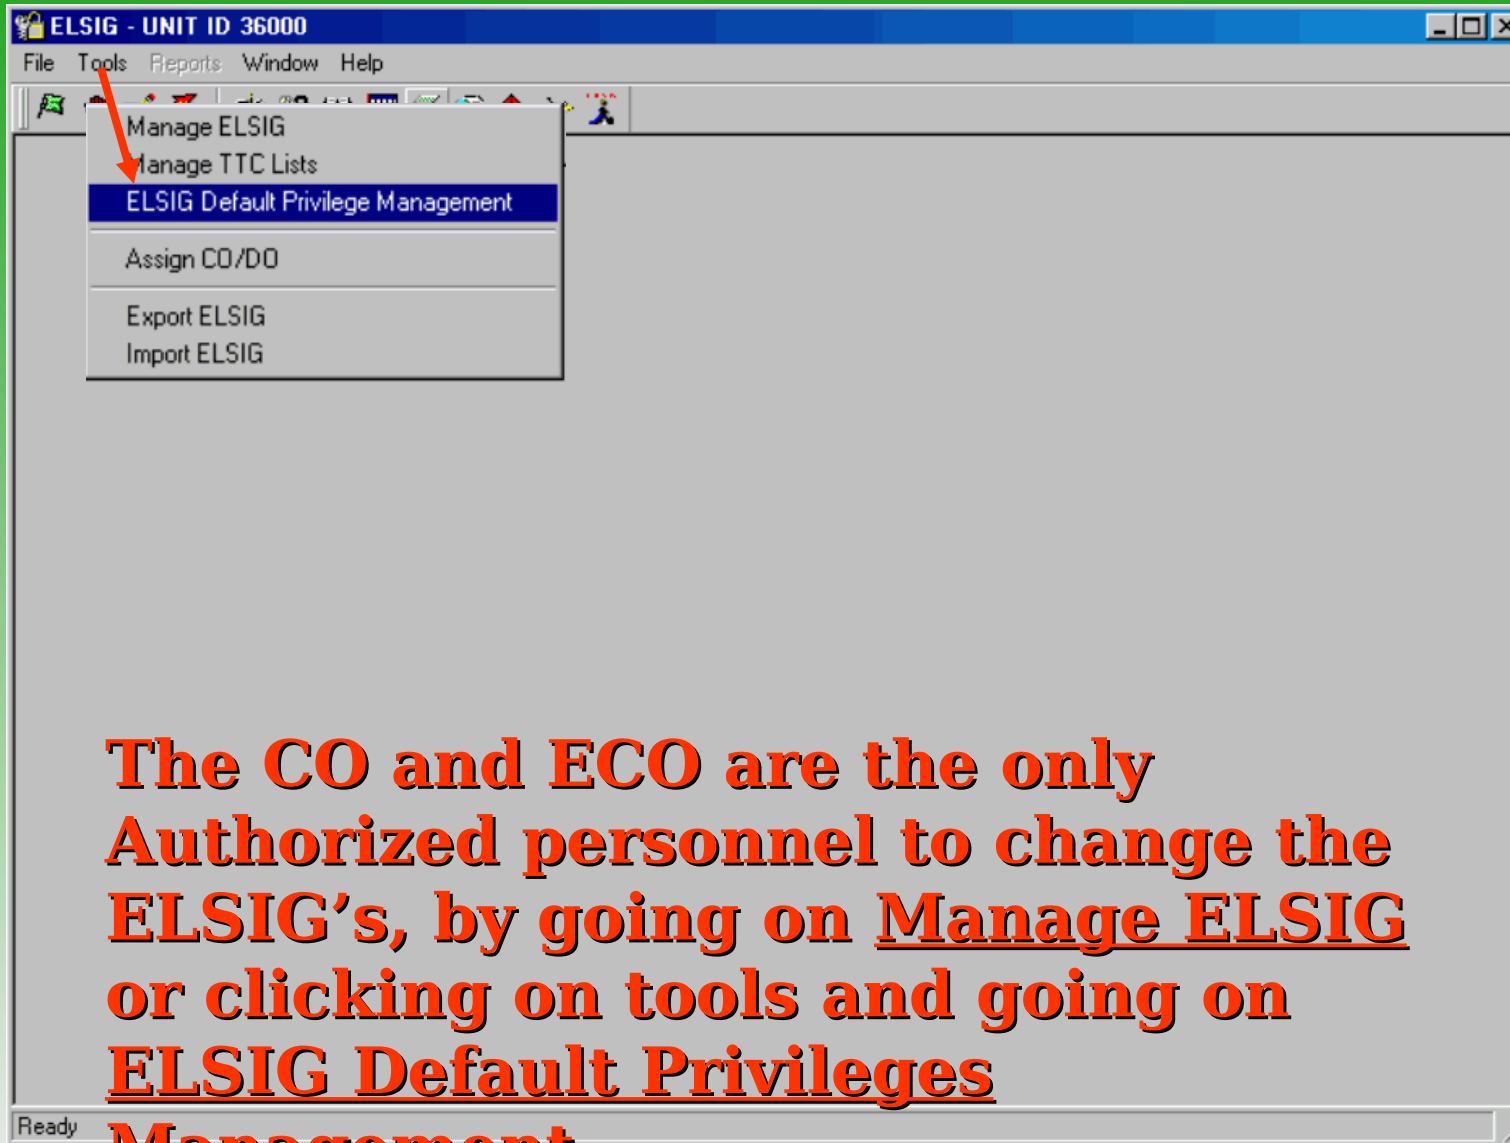 ELSIG - UNIT ID 36000
File Tools Reports Window Help
Manage ELSIG
Manage TTC Lists
ELSIG Default Privilege Management
Assign CO/DO
Export ELSIG
Import ELSIG
The CO and ECO are the only
Authorized personnel to change the
ELSIG’s, by going on Manage ELSIG
or clicking on tools and going on
ELSIG Default Privileges
Management
Ready